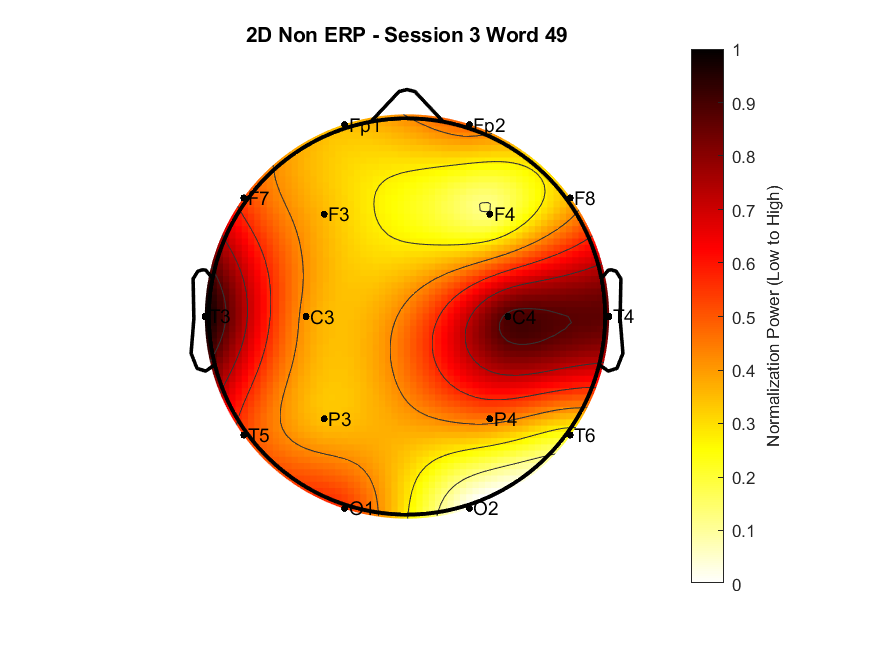 2D Non ERP - Session 3 Word 49
Fp1 Fp2
F7 F8
F3 F4
T3 C3 C4 T4
P3 P4
T5 T6
O1 O2
1
0.9
0.8
0.7
0.6
0.5
0.4
0.3
0.2
0.1
0
Normalization Power (Low to High)